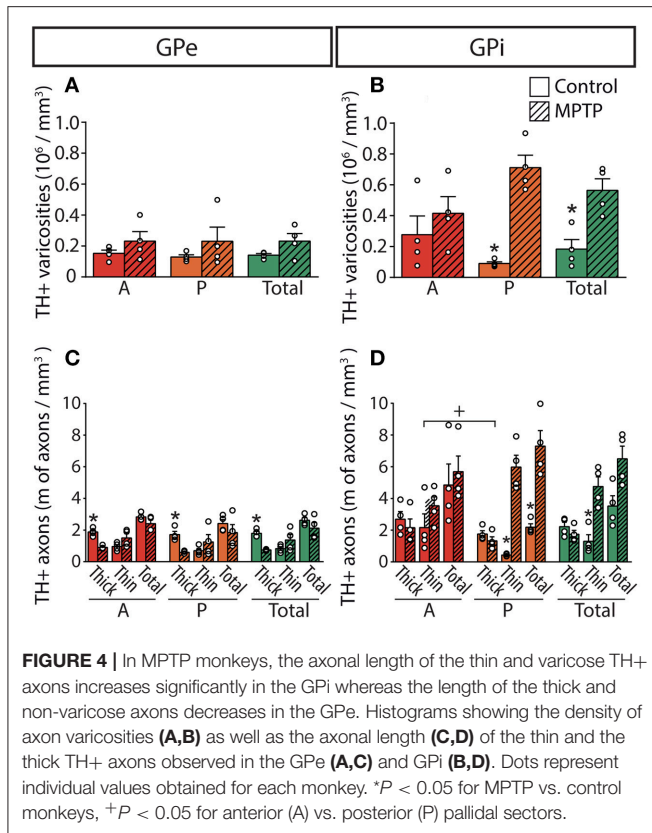 GPe GPi
A B
Control
MPTP
TH+ varicosities (10⁶ / mm³)
1.0
0.8
0.6
0.4
0.2
0
A P Total
TH+ varicosities (10⁶ / mm³)
1.0
0.8
0.6
0.4
0.2
0
* *
A P Total
C D
TH+ axons (m of axons / mm³)
10
8
6
4
2
0
* * *
Thick Thin Total Thick Thin Total Thick Thin Total
A P Total
TH+ axons (m of axons / mm³)
10
8
6
4
2
0
+
* * *
Thick Thin Total Thick Thin Total Thick Thin Total
A P Total
FIGURE 4 | In MPTP monkeys, the axonal length of the thin and varicose TH+
axons increases significantly in the GPi whereas the length of the thick and
non-varicose axons decreases in the GPe. Histograms showing the density of
axon varicosities (A,B) as well as the axonal length (C,D) of the thin and the
thick TH+ axons observed in the GPe (A,C) and GPi (B,D). Dots represent
individual values obtained for each monkey. *P < 0.05 for MPTP vs. control
monkeys, +P < 0.05 for anterior (A) vs. posterior (P) pallidal sectors.